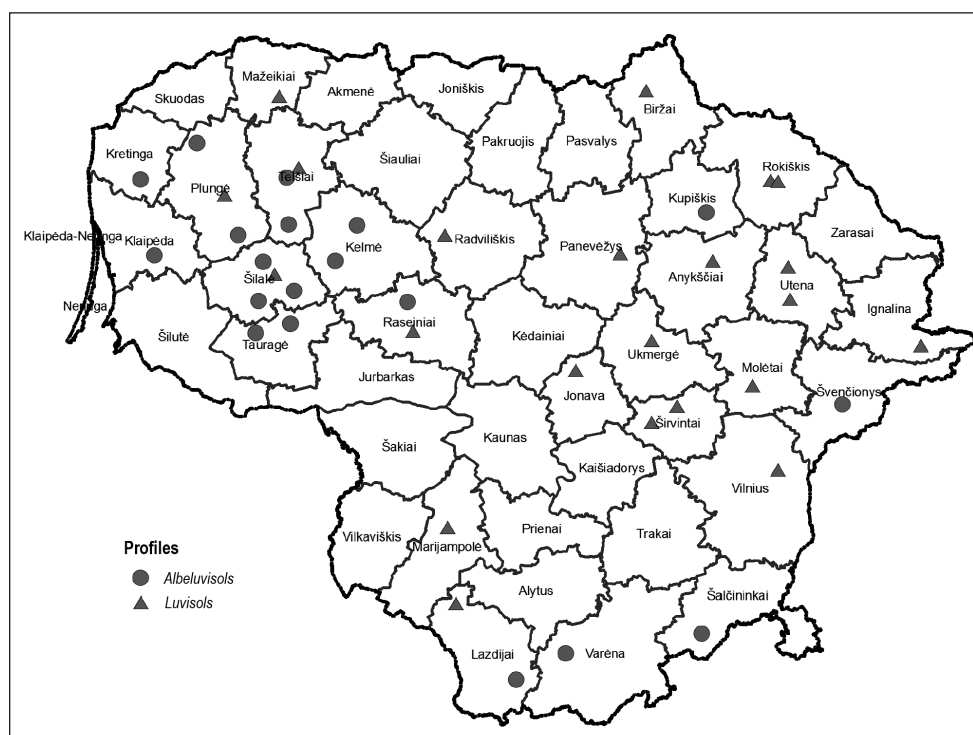 Mažeikiai
Skuodas
Akmenė
Joniškis
Biržai
Pakruojis
Pasvalys
Kretinga
Šiauliai
Rokiškis
Telšiai
Plungė
Kupiškis
Klaipėda-Neringa
Klaipėda
Kelmė
Radviliškis
Panevėžys
Zarasai
Anykščiai
Šilalė
Utena
Ignalina
Neringa
Šilutė
Tauragė
Raseiniai
Kėdainiai
Ukmergė
Molėtai
Jurbarkas
Jonava
Švenčionys
Širvintai
Šakiai
Kaunas
Kaišiadorys
Vilnius
Vilkaviškis
Marijampolė
Prienai
Trakai
Profiles
Albeluvisols
Luvisols
Alytus
Šalčininkai
Lazdijai
Varėna